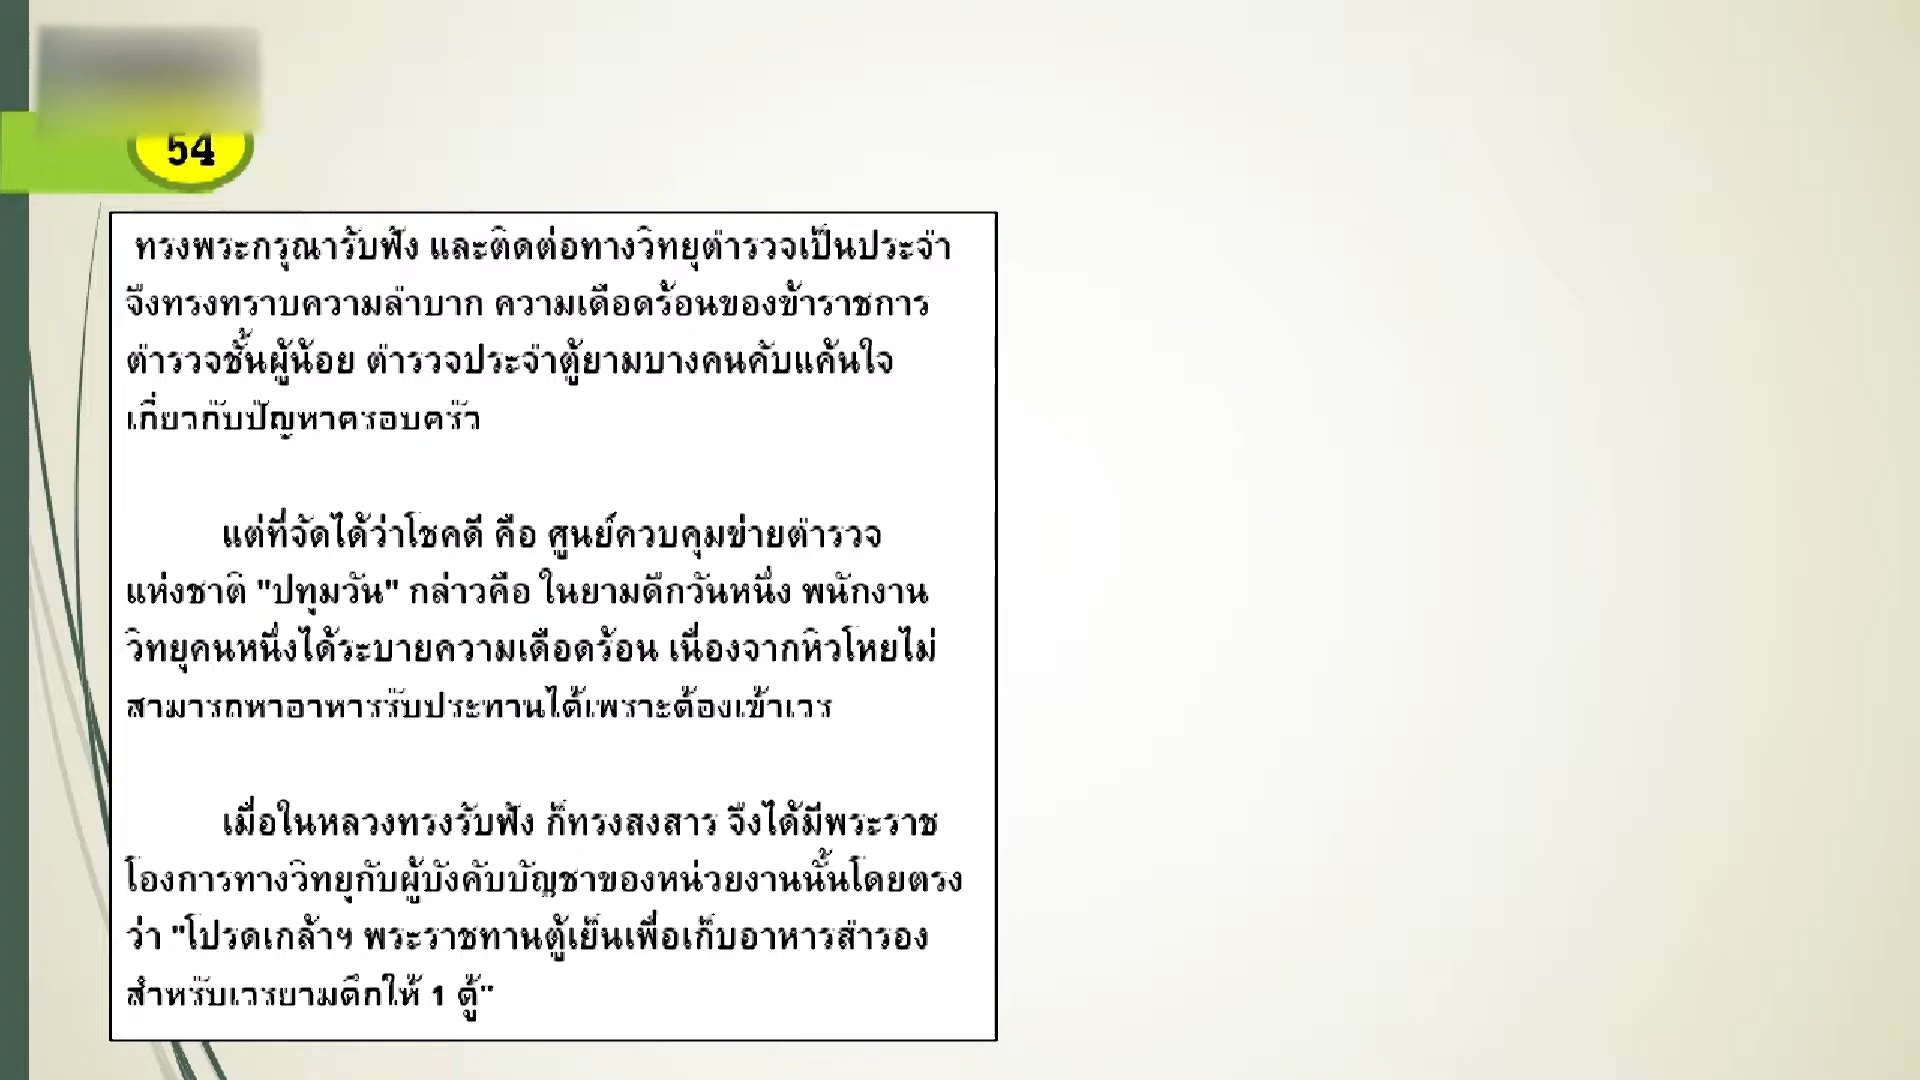 54
ทรงพระกรุณารับฟัง และติดต่อทางวิทยุตำรวจเป็นประจำ
จึงทรงทราบความลำบาก ความเดือดร้อนของข้าราชการ
ตำรวจชั้นผู้น้อย ตำรวจประจำตู้ยามบางคนคับแค้นใจ
เกี่ยวกับปัญหาครอบครัว
แต่ที่จัดได้ว่าโชคดี คือ ศูนย์ควบคุมข่ายตำรวจ
แห่งชาติ "ปทุมวัน" กล่าวคือ ในยามดึกวันหนึ่ง พนักงาน
วิทยุคนหนึ่งได้ระบายความเดือดร้อน เนื่องจากหิวโหยไม่
สามารถหาอาหารรับประทานได้เพราะต้องเข้าเวร
เมื่อในหลวงทรงรับฟัง ก็ทรงสงสาร จึงได้มีพระราช
โองการทางวิทยุกับผู้บังคับบัญชาของหน่วยงานนั้นโดยตรง
ว่า "โปรดเกล้าฯ พระราชทานตู้เย็นเพื่อเก็บอาหารสำรอง
สำหรับเวรยามดึกให้ 1 ตู้"